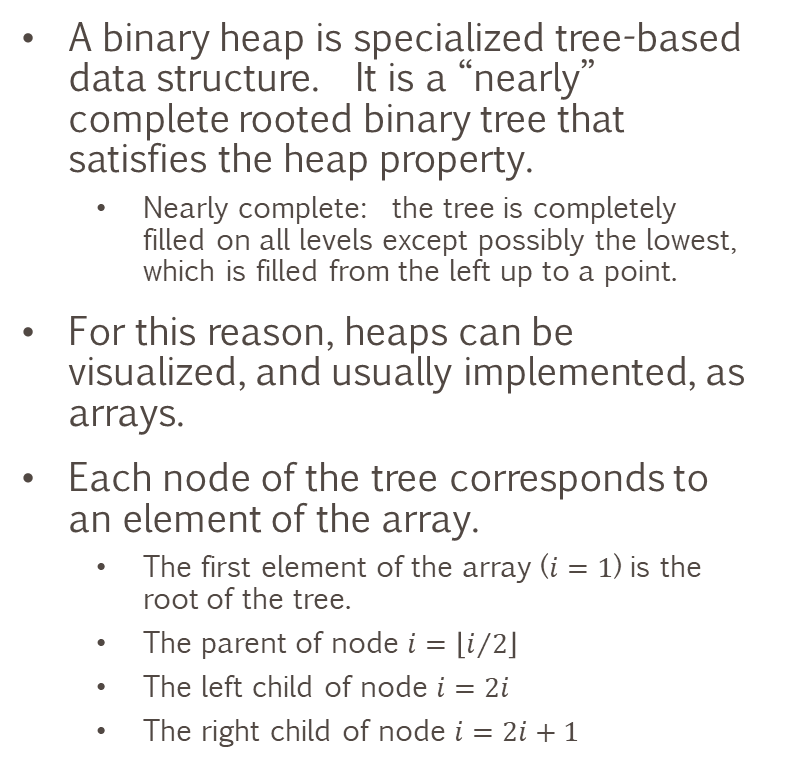 • A binary heap is specialized tree-based
data structure.   It is a “nearly”
complete rooted binary tree that
satisfies the heap property.
• Nearly complete:   the tree is completely
filled on all levels except possibly the lowest,
which is filled from the left up to a point.
• For this reason, heaps can be
visualized, and usually implemented, as
arrays.
• Each node of the tree corresponds to
an element of the array.
• The first element of the array (𝑖 = 1) is the
root of the tree.
• The parent of node 𝑖 = ⌊𝑖/2⌋
• The left child of node 𝑖 = 2𝑖
• The right child of node 𝑖 = 2𝑖 + 1